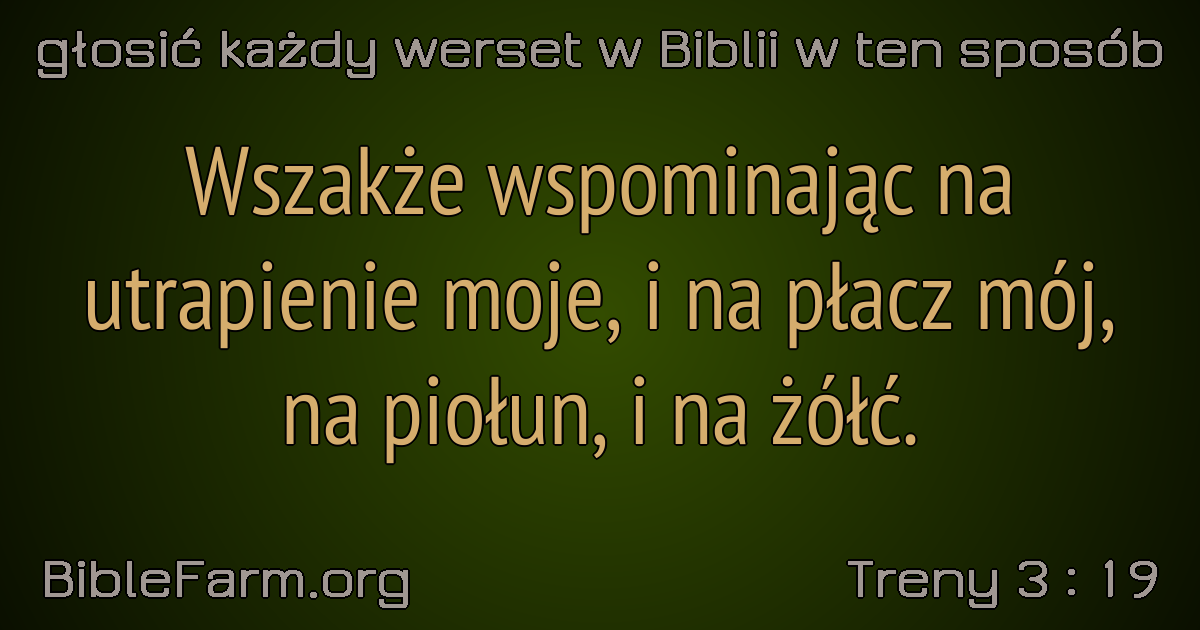 głosić każdy werset w Biblii w ten sposób
Wszakże wspominając na
utrapienie moje, i na płacz mój,
na piołun, i na żółć.
BibleFarm.org
Treny 3 : 19